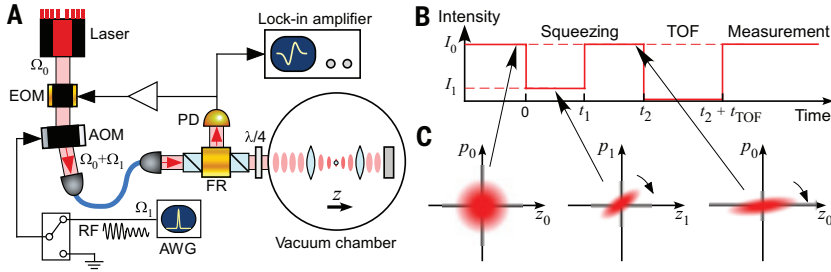 A
Laser
Ω0
EOM
AOM
Ω0+Ω1
RF
Ω1
AWG
Lock-in amplifier
PD
λ/4
FR
z
Vacuum chamber
B
Intensity
Squeezing
TOF
Measurement
I0
I1
0
t1
t2
t2 + tTOF
Time
C
p0
z0
p1
z1
p0
z0